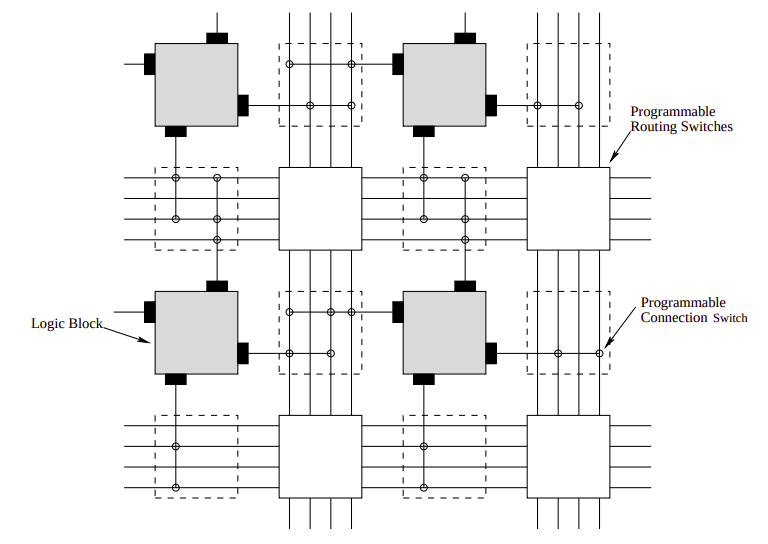 Programmable
Routing Switches
Programmable
Connection Switch
Logic Block